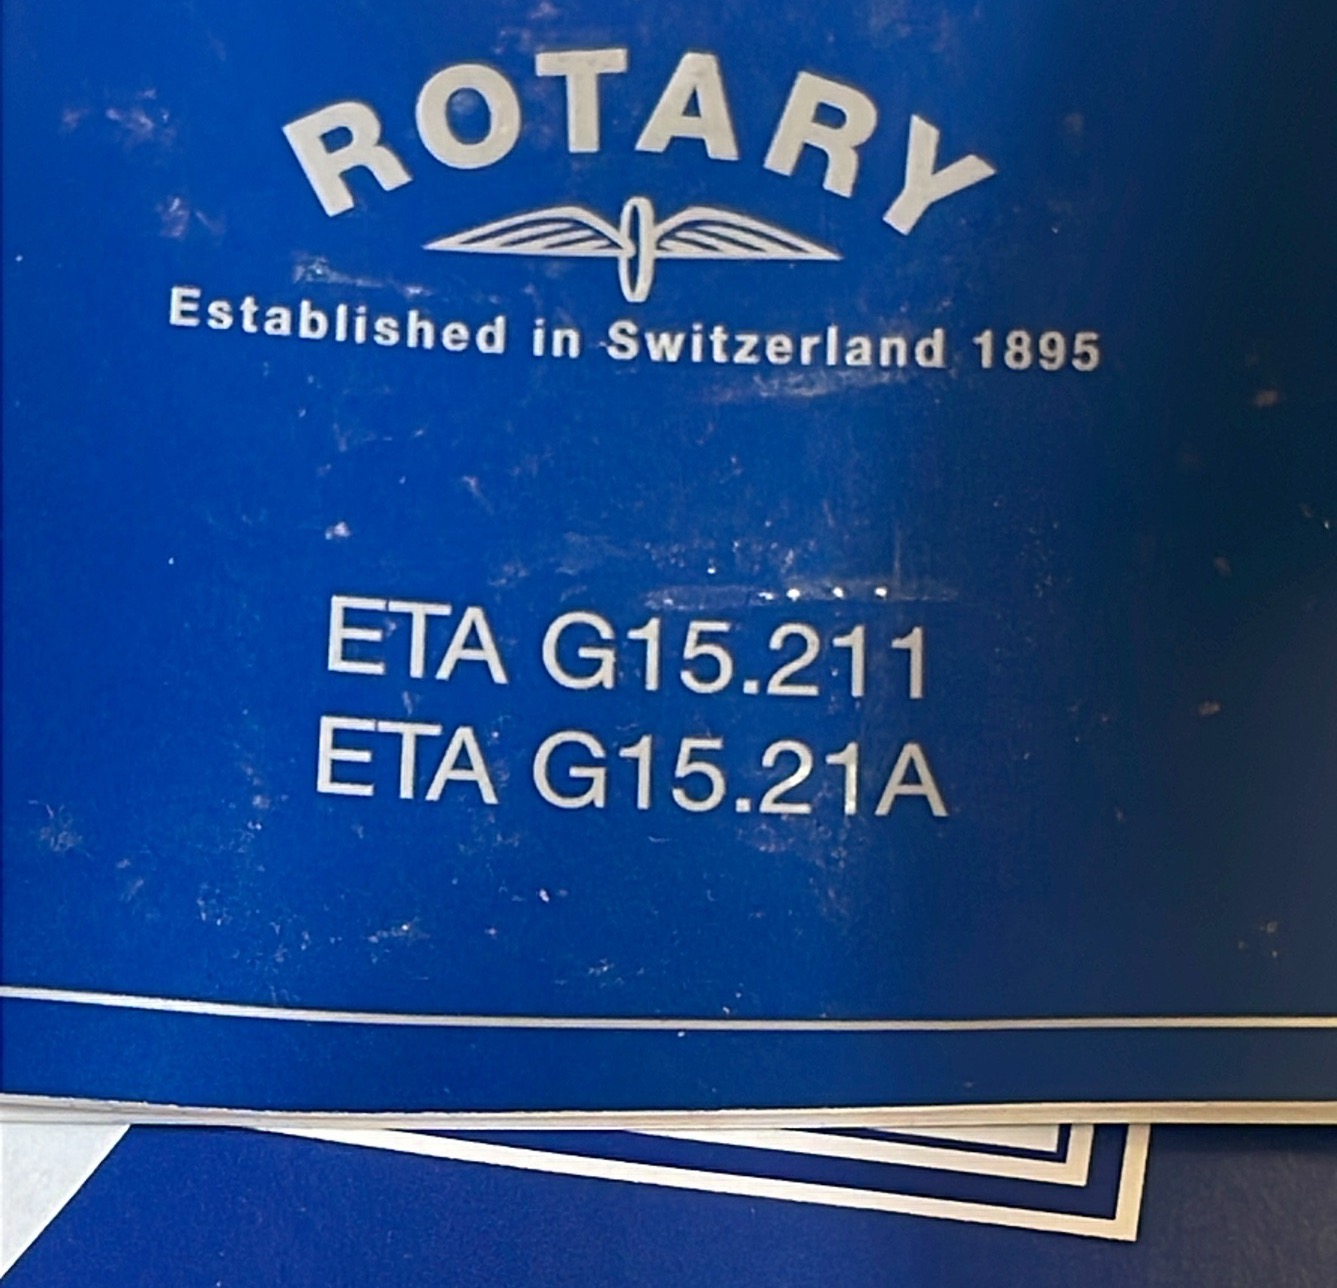 ROTARY
Established in Switzerland 1895
ETA G15.211
ETA G15.21A